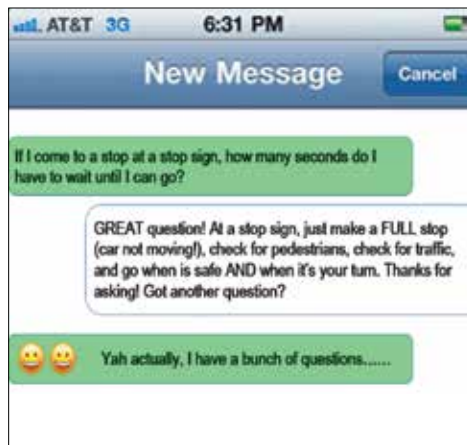 AT&T 3G 6:31 PM
New Message Cancel
If I come to a stop at a stop sign, how many seconds do I
have to wait until I can go?
GREAT question! At a stop sign, just make a FULL stop
(car not moving!), check for pedestrians, check for traffic,
and go when is safe AND when it's your turn. Thanks for
asking! Got another question?
Yah actually, I have a bunch of questions......